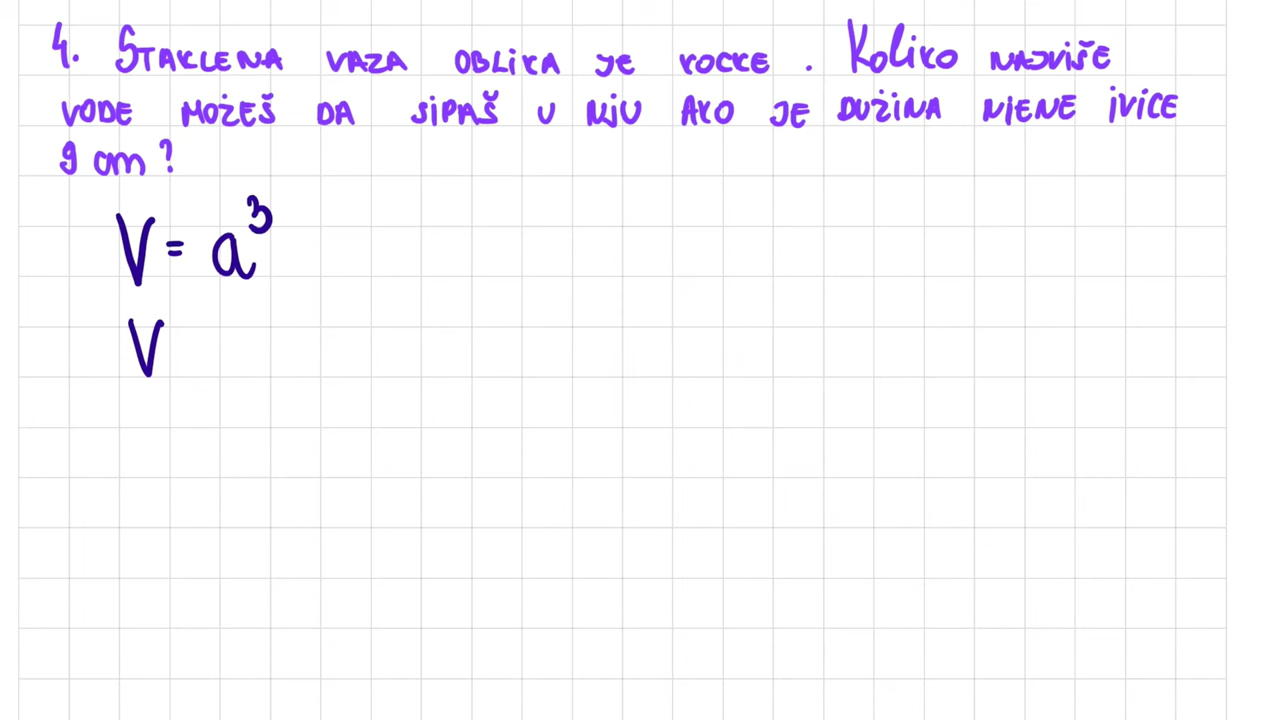 4. STAKLENA VAZA OBLIKA JE KOCKE. KOLIKO NAJVIŠE
VODE MOŽEŠ DA SIPAŠ U NJU AKO JE DUŽINA NJENE IVICE
9 cm?
V = a³
V